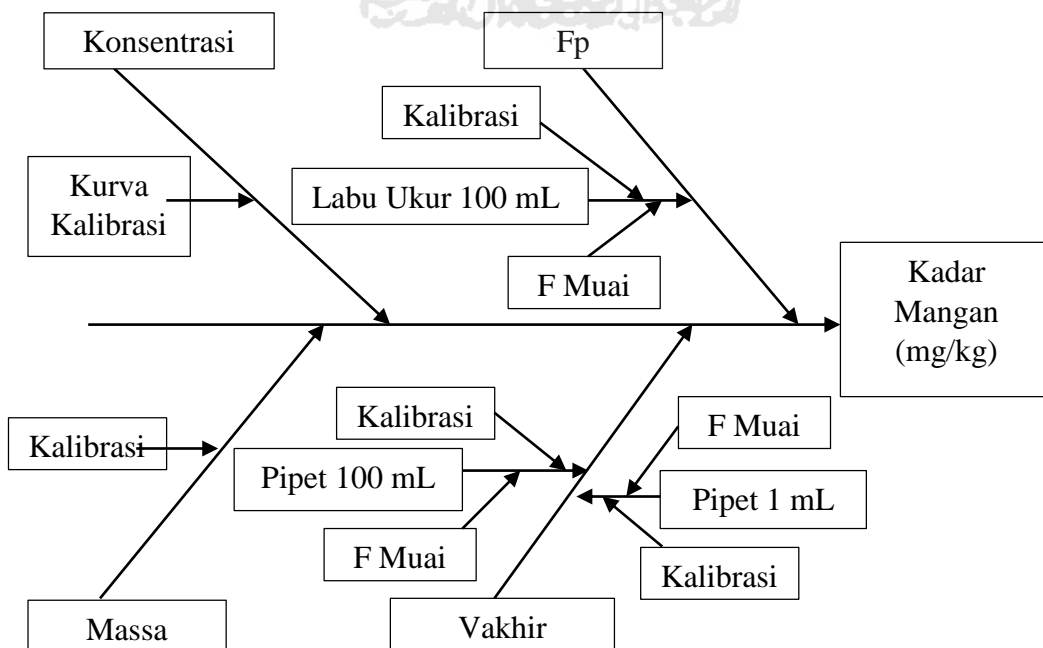 Konsentrasi
Fp
Kalibrasi
Kurva
Kalibrasi
Labu Ukur 100 mL
F Muai
Kadar
Mangan
(mg/kg)
Kalibrasi
F Muai
Kalibrasi
Pipet 100 mL
Pipet 1 mL
F Muai
Kalibrasi
Massa
Vakhir